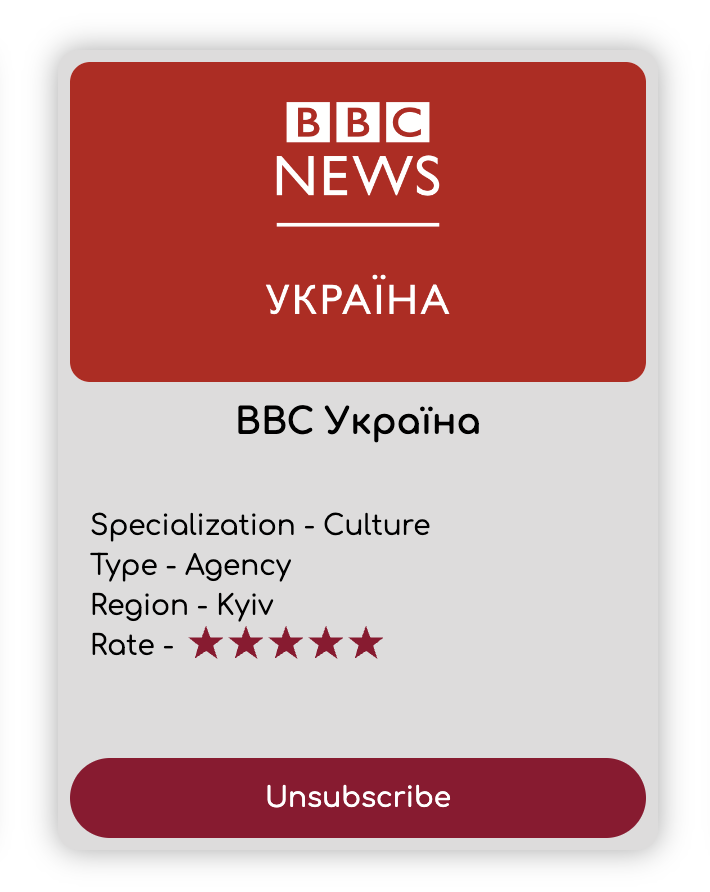 BBC
NEWS
УКРАЇНА
BBC Україна
Specialization - Culture
Type - Agency
Region - Kyiv
Rate - ★★★★★
Unsubscribe